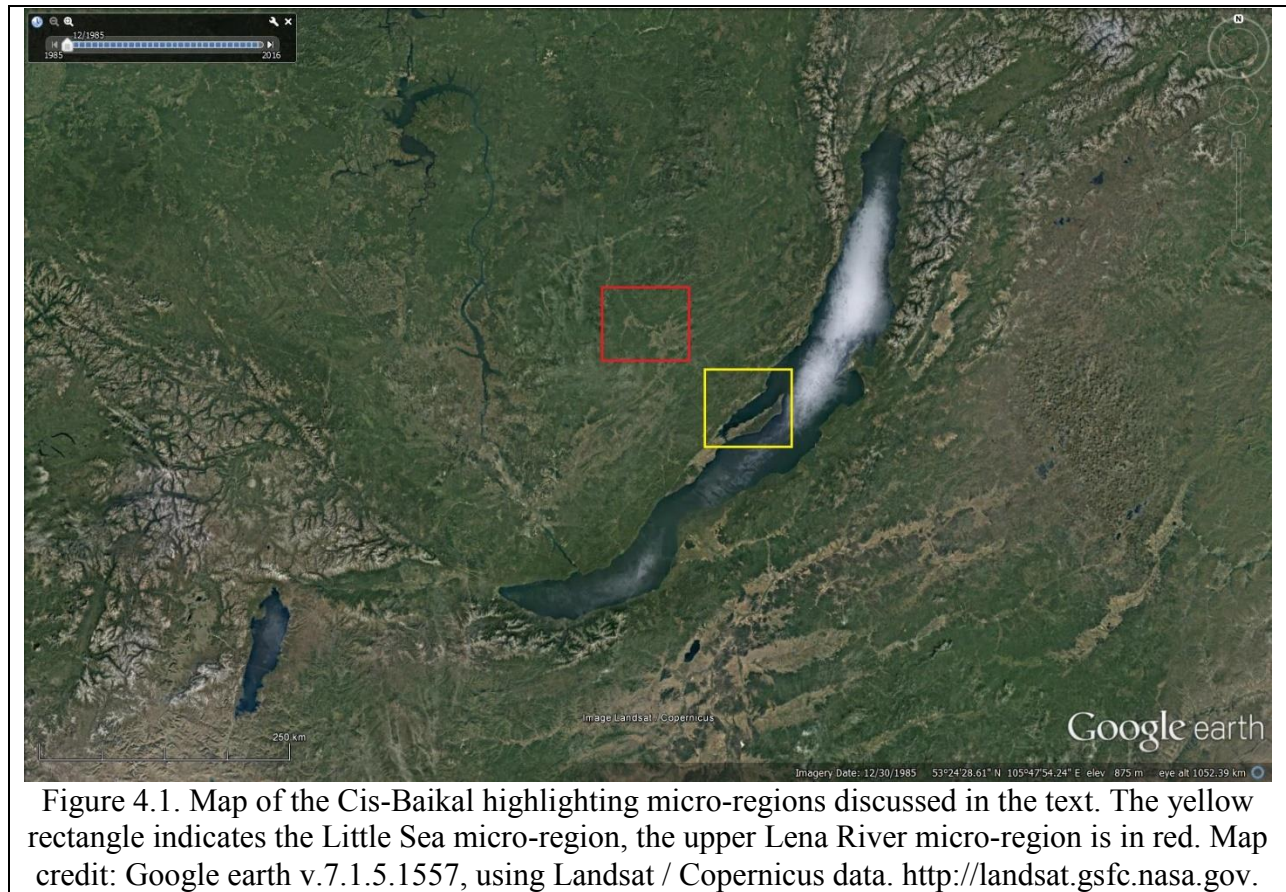 12/1985
1985 2016
N
250 km
Image Landsat / Copernicus
Google earth
Imagery Date: 12/30/1985 53°24'28.61" N 105°47'54.24" E elev 875 m eye alt 1052.39 km
Figure 4.1. Map of the Cis-Baikal highlighting micro-regions discussed in the text. The yellow
rectangle indicates the Little Sea micro-region, the upper Lena River micro-region is in red. Map
credit: Google earth v.7.1.5.1557, using Landsat / Copernicus data. http://landsat.gsfc.nasa.gov.